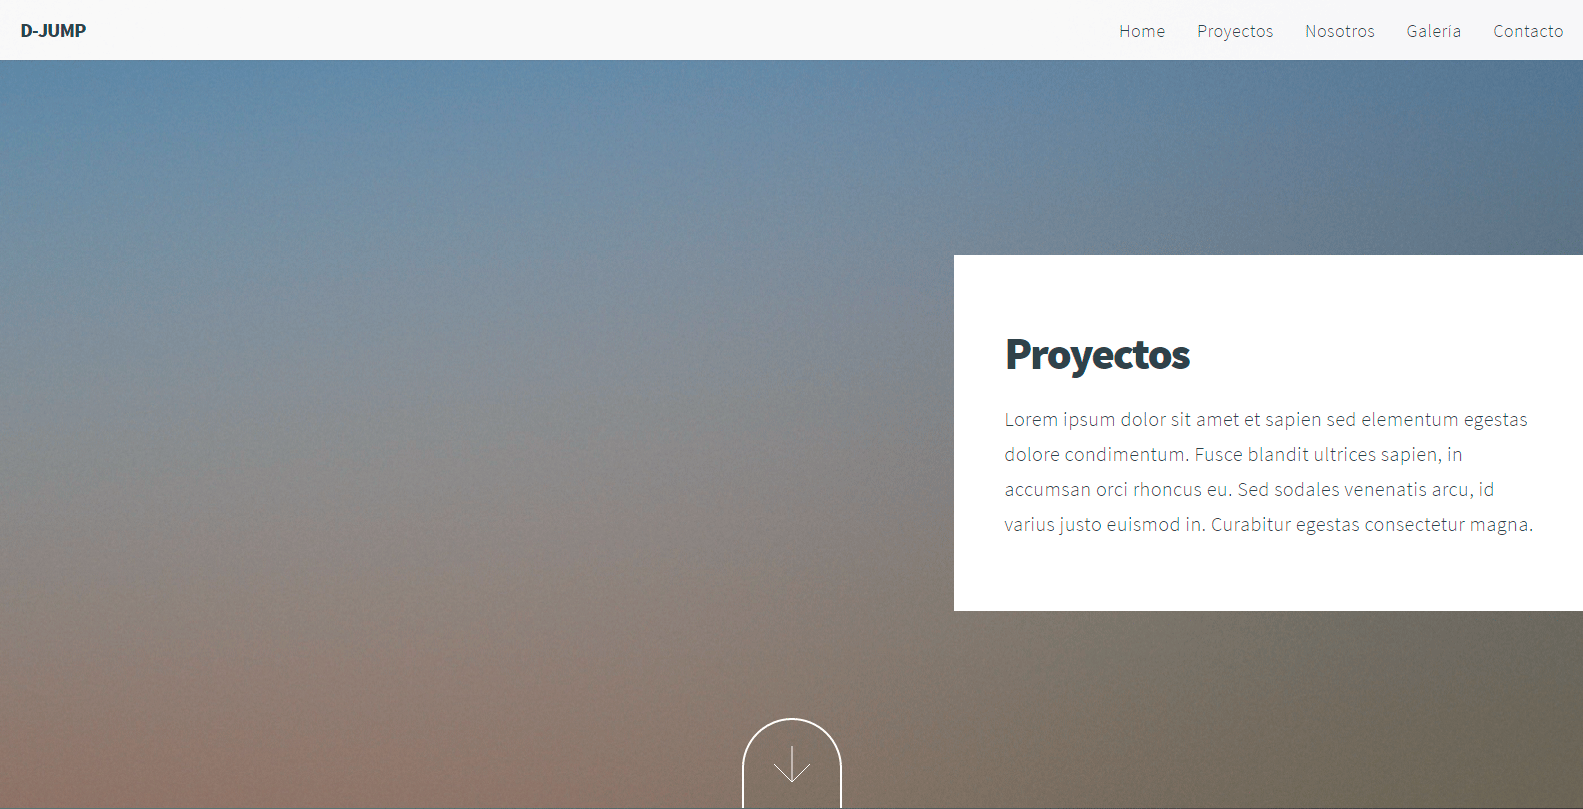 D-JUMP
Home Proyectos Nosotros Galería Contacto
Proyectos
Lorem ipsum dolor sit amet et sapien sed elementum egestas
dolore condimentum. Fusce blandit ultrices sapien, in
accumsan orci rhoncus eu. Sed sodales venenatis arcu, id
varius justo euismod in. Curabitur egestas consectetur magna.